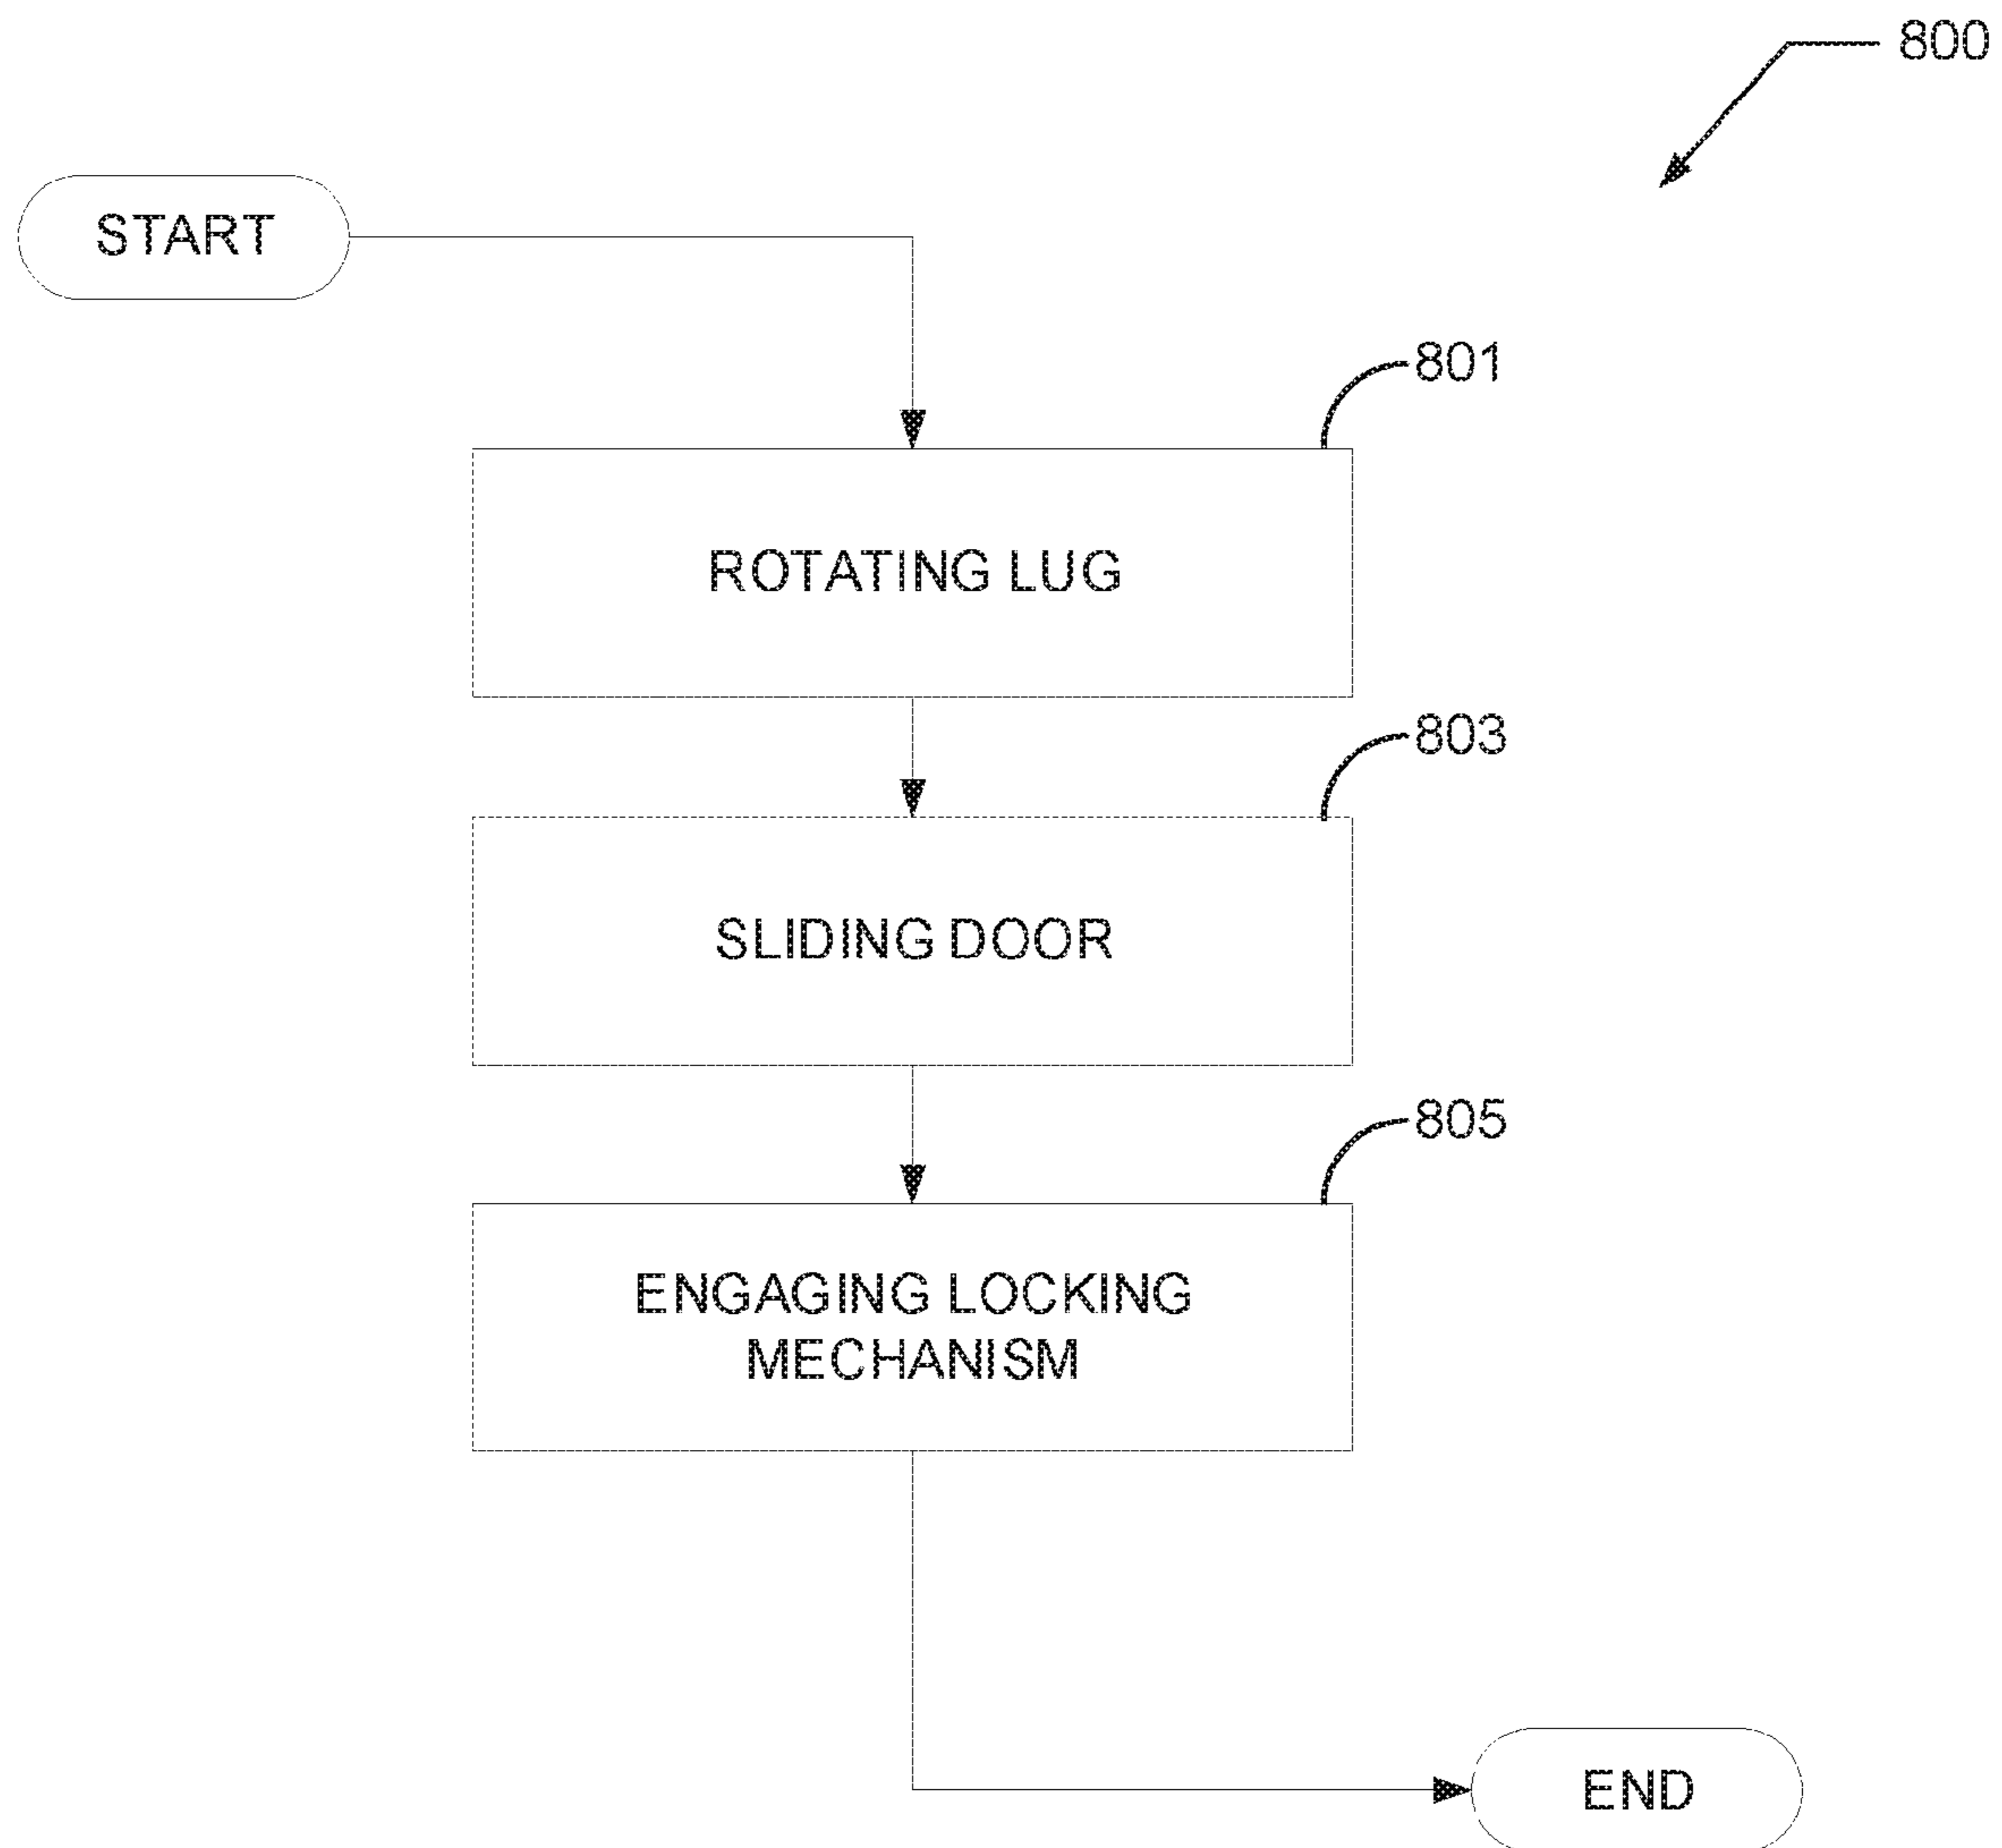 800
START
801
ROTATING LUG
803
SLIDING DOOR
805
ENGAGING LOCKING
MECHANISM
END